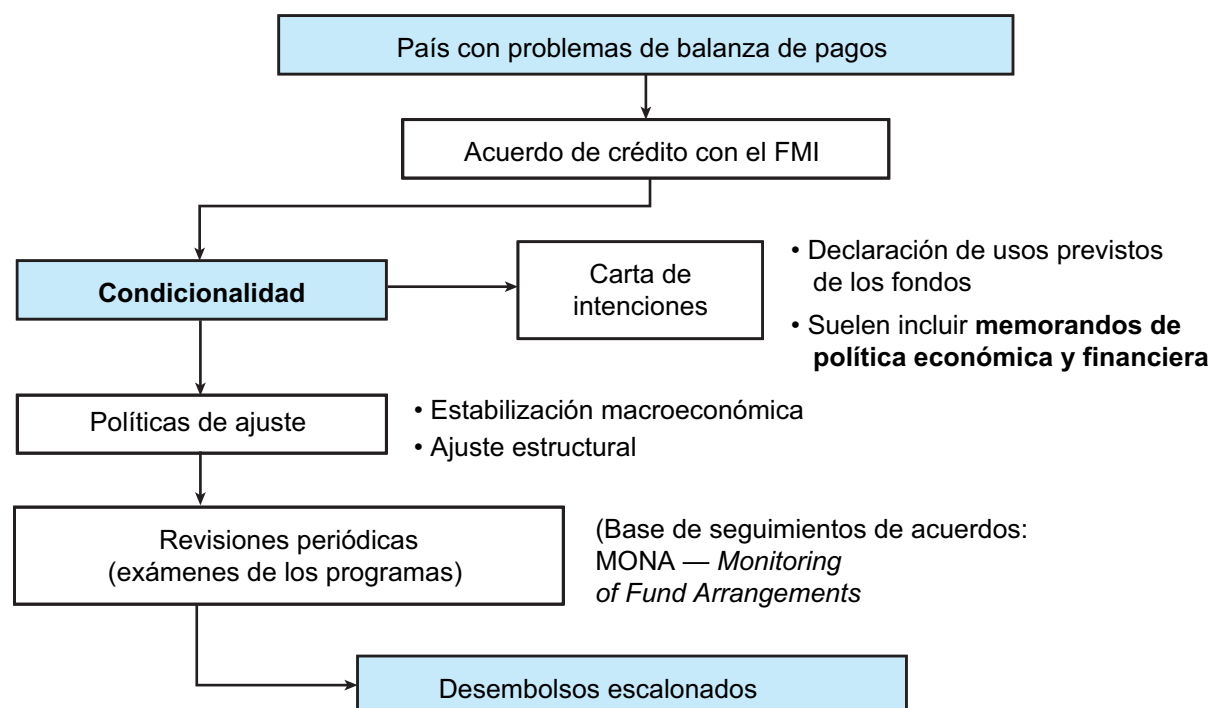 País con problemas de balanza de pagos
Acuerdo de crédito con el FMI
Condicionalidad
Carta de
intenciones
• Declaración de usos previstos
de los fondos
• Suelen incluir memorandos de
política económica y financiera
Políticas de ajuste
• Estabilización macroeconómica
• Ajuste estructural
Revisiones periódicas
(exámenes de los programas)
(Base de seguimientos de acuerdos:
MONA — Monitoring
of Fund Arrangements
Desembolsos escalonados